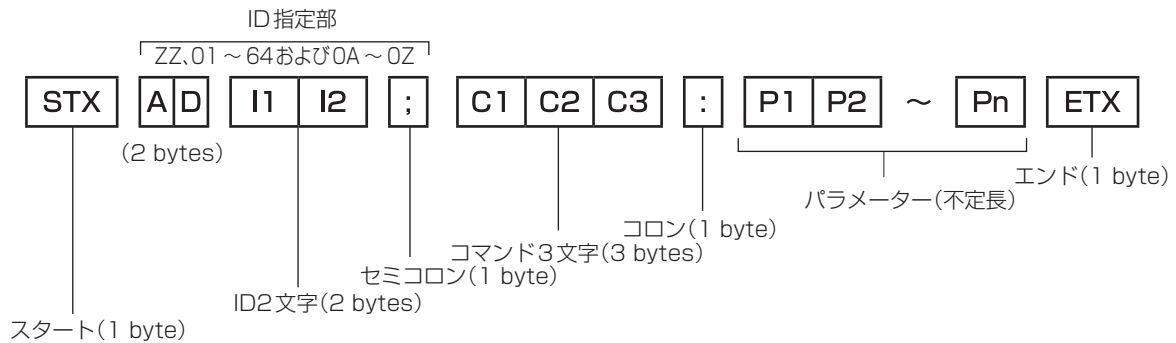 ID指定部
ZZ、01～64および0A～0Z
STX A D I1 I2 ; C1 C2 C3 : P1 P2 ～ Pn ETX
(2 bytes)
エンド(1 byte)
パラメーター(不定長)
コロン(1 byte)
コマンド3文字(3 bytes)
セミコロン(1 byte)
ID2文字(2 bytes)
スタート(1 byte)